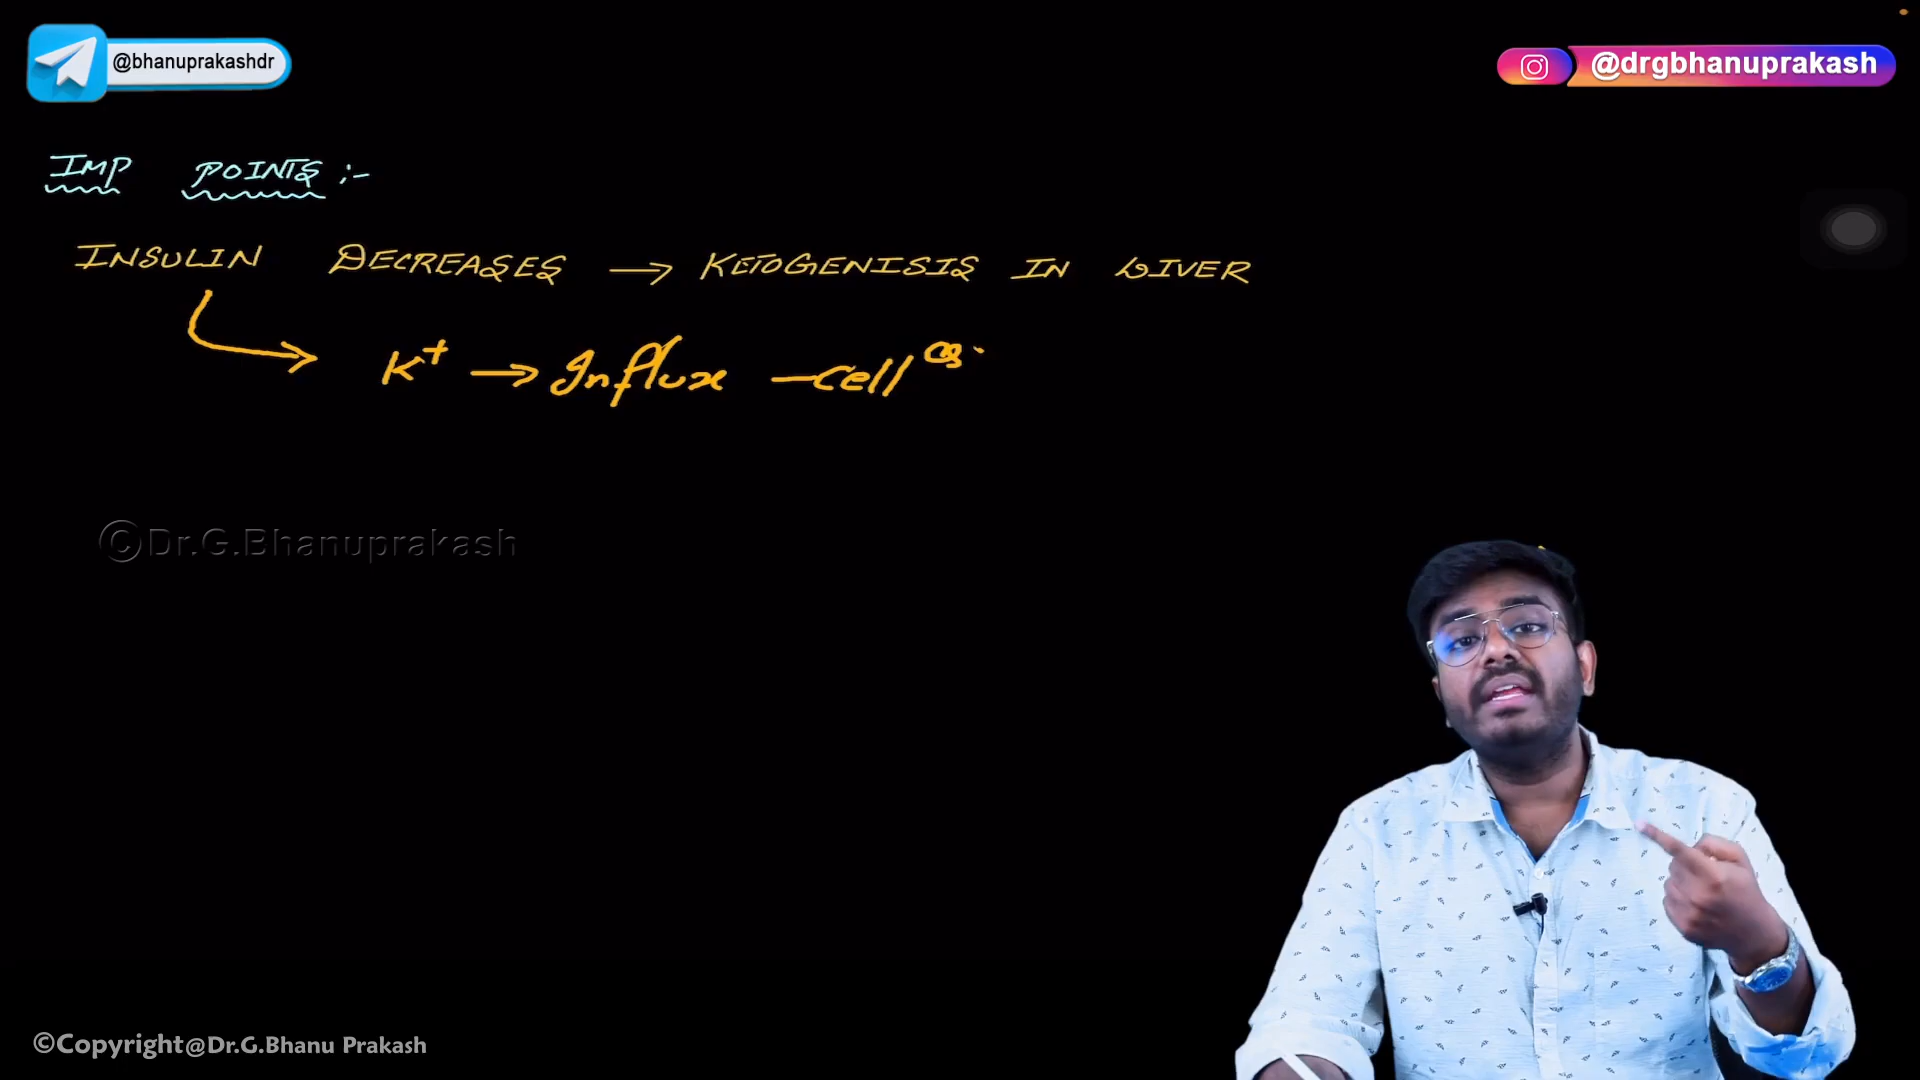 @bhanuprakashdr
@drgbhanuprakash
IMP POINTS :-
INSULIN DECREASES → KETOGENISIS IN LIVER
K+ → Influx - Cell
©Dr.G.Bhanuprakash
©Copyright@Dr.G.Bhanu Prakash